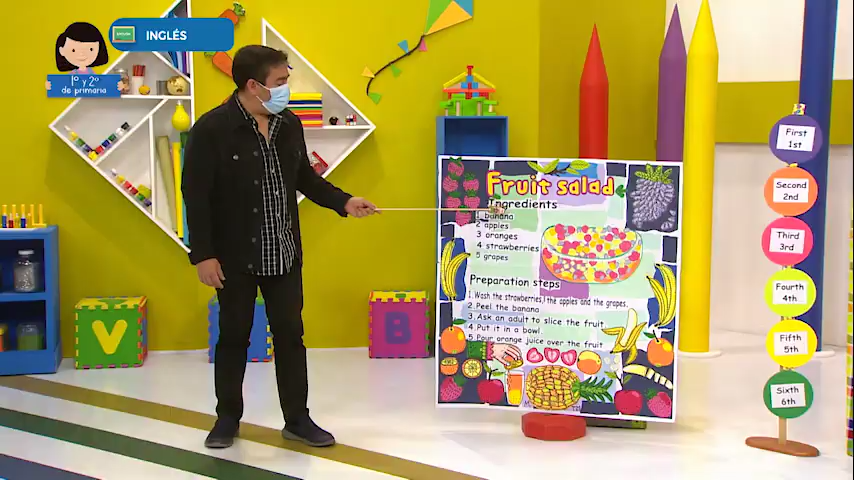 INGLÉS
1º y 2º
de primaria
Fruit salad
Ingredients
1 banana
2 apples
3 oranges
4 strawberries
5 grapes
Preparation steps
1.Wash the strawberries, the apples and the grapes.
2.Peel the banana
3.Ask an adult to slice the fruit
4.Put it in a bowl.
5.Pour orange juice over the fruit
First
1st
Second
2nd
Third
3rd
Fourth
4th
Fifth
5th
Sixth
6th
V
B